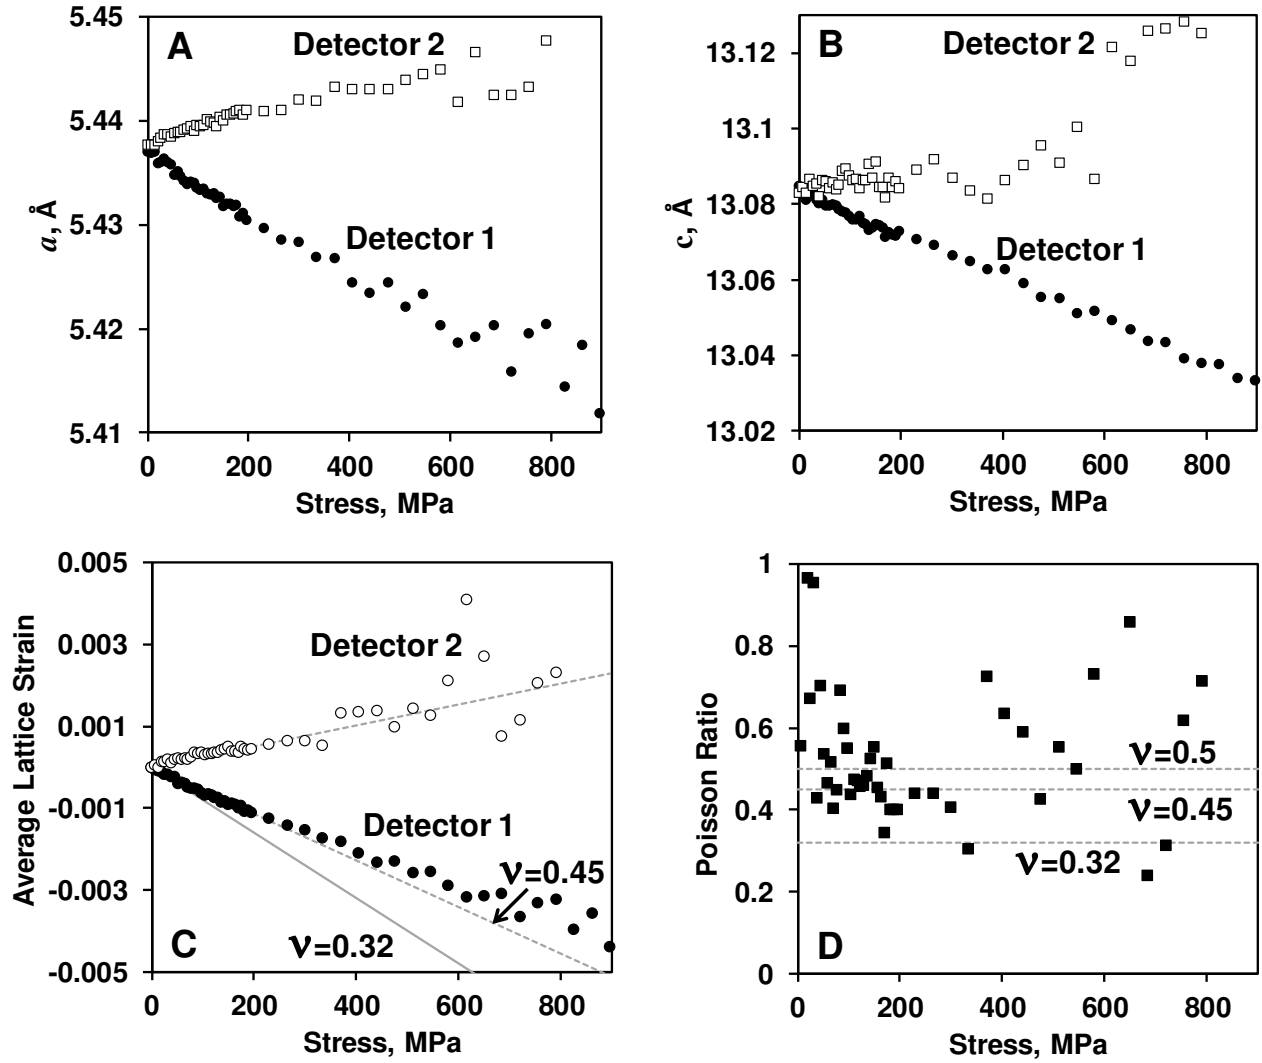 A
Detector 2
Detector 1
5.45
5.44
5.43
5.42
5.41
a, Å
0 200 400 600 800
Stress, MPa
B
Detector 2
Detector 1
13.12
13.1
13.08
13.06
13.04
13.02
c, Å
0 200 400 600 800
Stress, MPa
0.005
0.003
0.001
-0.001
-0.003
-0.005
Average Lattice Strain
Detector 2
Detector 1
ν=0.45
ν=0.32
C
0 200 400 600 800
Stress, MPa
1
0.8
0.6
0.4
0.2
0
Poisson Ratio
ν=0.5
ν=0.45
ν=0.32
D
0 200 400 600 800
Stress, MPa